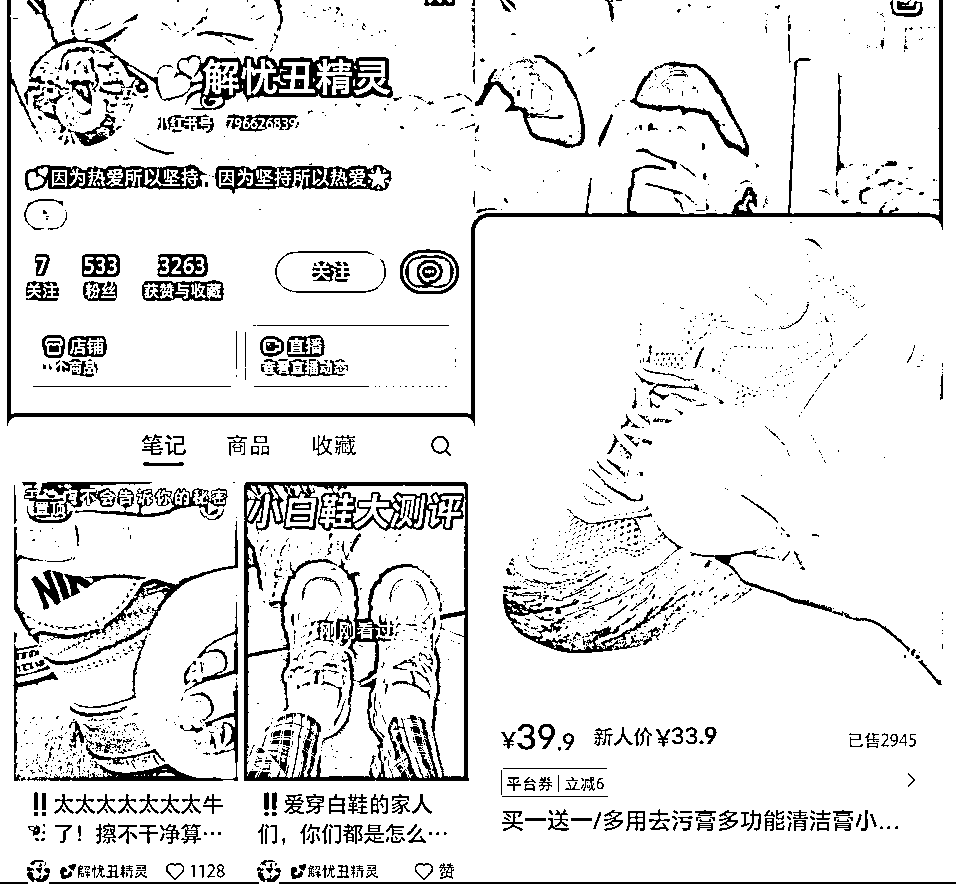 解忧丑精灵
小红书号：796626839
因为热爱所以坚持，因为坚持所以热爱
7 533 3263
关注 粉丝 获赞与收藏
关注
店铺 直播
个商品 查看直播动态
笔记 商品 收藏
不会告诉你的秘密
置顶
小白鞋大测评
NIK
刚刚看过
‼太太太太太太太牛
了！擦不干净算…
解忧丑精灵 1128
‼爱穿白鞋的家人
们，你们都是怎么…
解忧丑精灵 赞
¥39.9 新人价¥33.9 已售2945
平台券 立减6
买一送一/多用去污膏多功能清洁膏小...